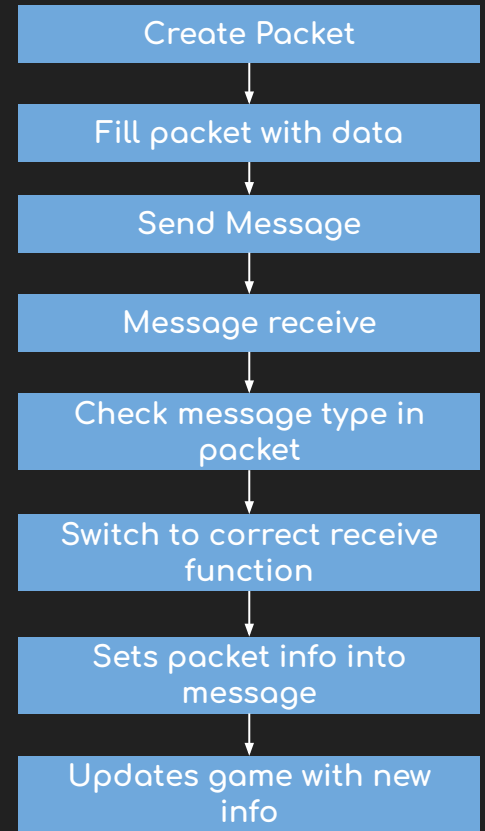 Create Packet
Fill packet with data
Send Message
Message receive
Check message type in
packet
Switch to correct receive
function
Sets packet info into
message
Updates game with new
info